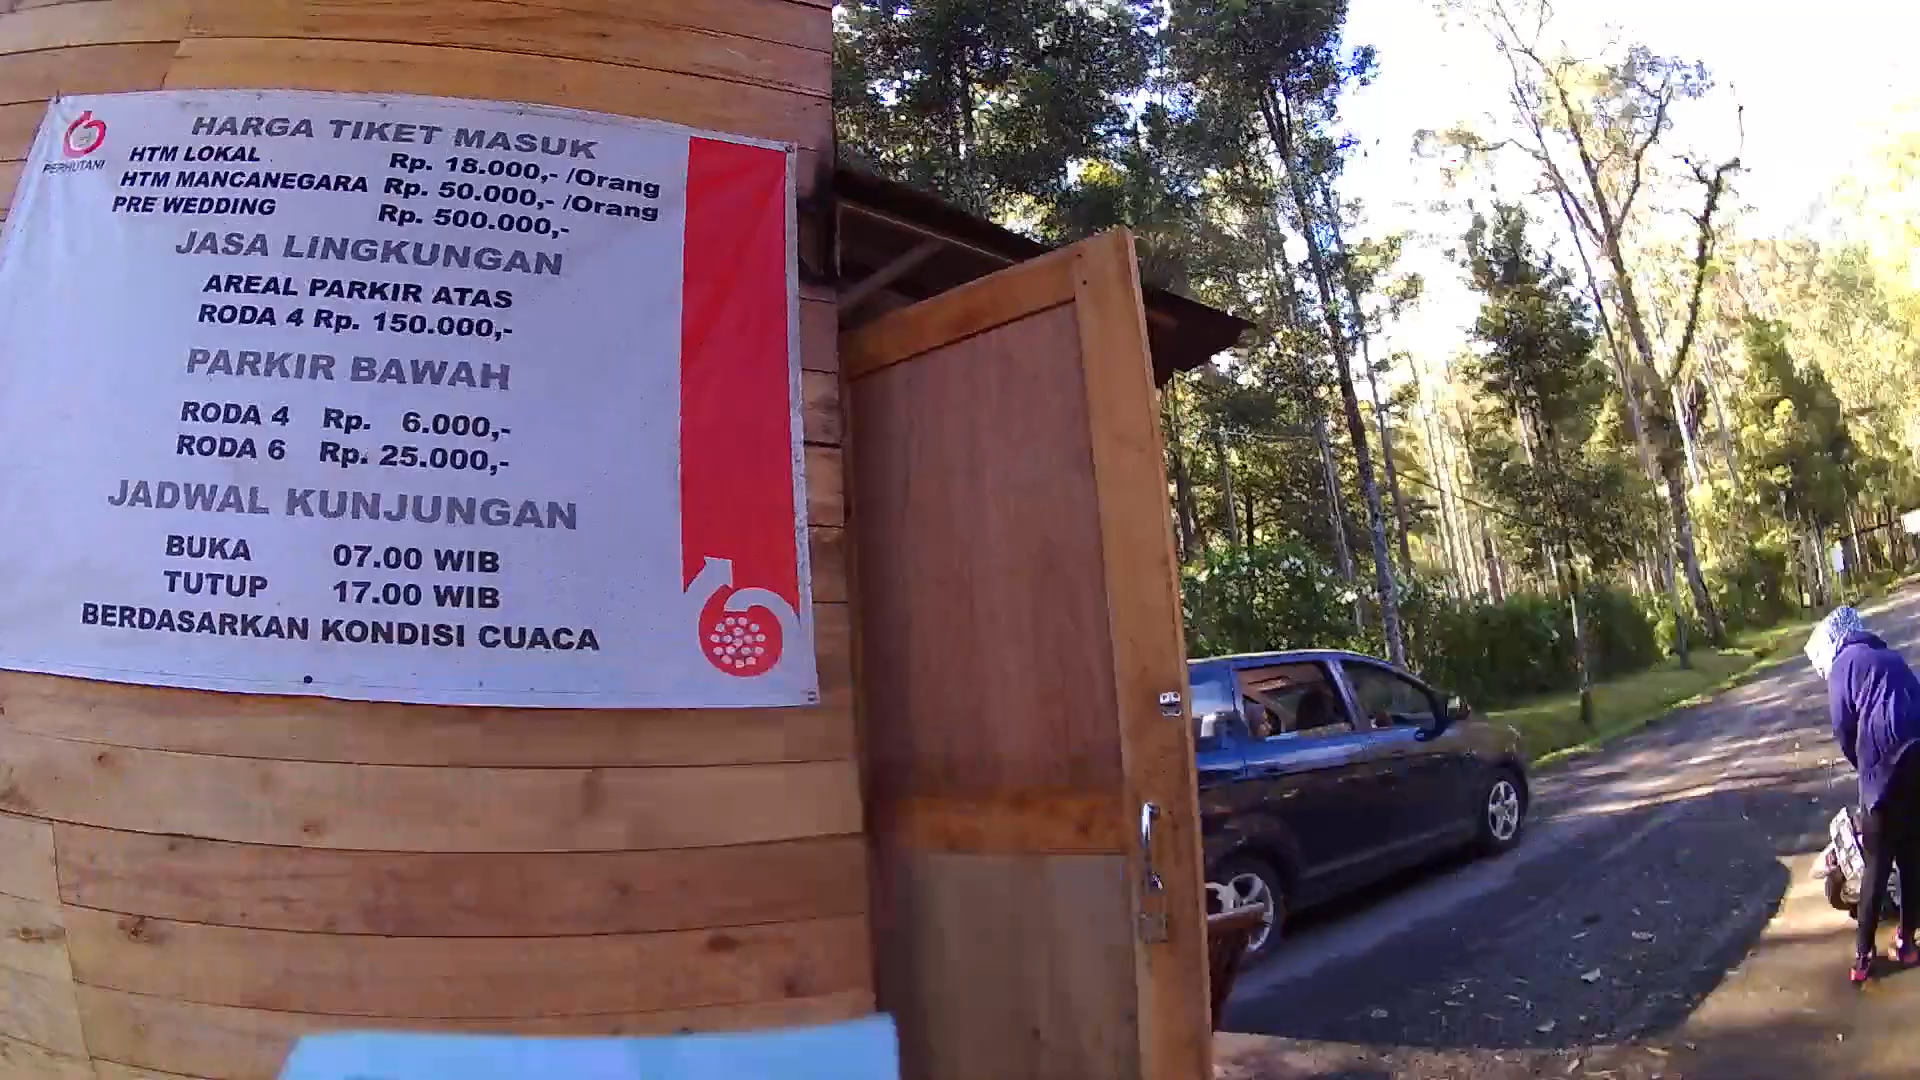 PERHUTANI
HARGA TIKET MASUK
HTM LOKAL Rp. 18.000,- /Orang
HTM MANCANEGARA Rp. 50.000,- /Orang
PRE WEDDING Rp. 500.000,-
JASA LINGKUNGAN
AREAL PARKIR ATAS
RODA 4 Rp. 150.000,-
PARKIR BAWAH
RODA 4 Rp. 6.000,-
RODA 6 Rp. 25.000,-
JADWAL KUNJUNGAN
BUKA 07.00 WIB
TUTUP 17.00 WIB
BERDASARKAN KONDISI CUACA